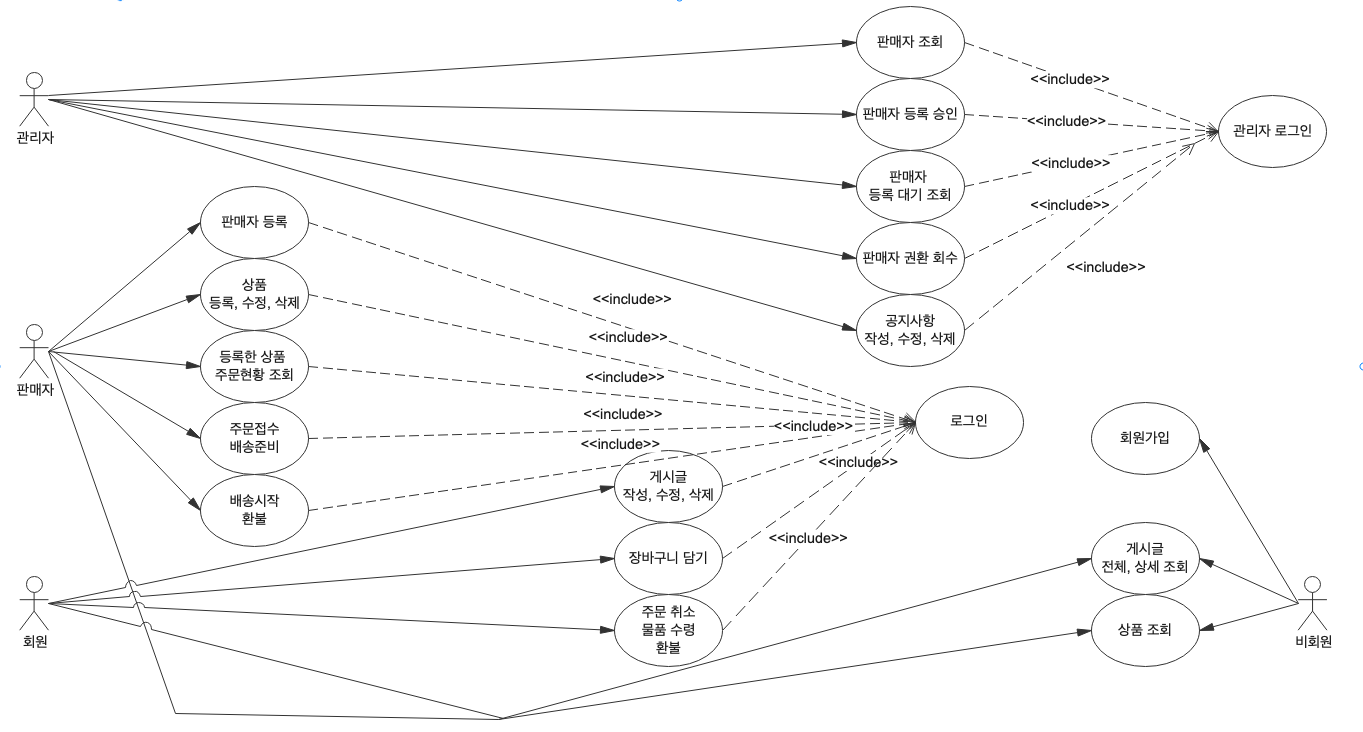 판매자 조회
<<include>>
관리자
판매자 등록 승인
<<include>>
관리자 로그인
판매자
등록 대기 조회
<<include>>
판매자 권환 회수
<<include>>
공지사항
작성, 수정, 삭제
<<include>>
판매자
판매자 등록
<<include>>
상품
등록, 수정, 삭제
<<include>>
등록한 상품
주문현황 조회
<<include>>
주문접수
배송준비
<<include>>
배송시작
환불
<<include>>
로그인
회원
게시글
작성, 수정, 삭제
<<include>>
장바구니 담기
<<include>>
주문 취소
물품 수령
환불
<<include>>
회원가입
게시글
전체, 상세 조회
상품 조회
비회원